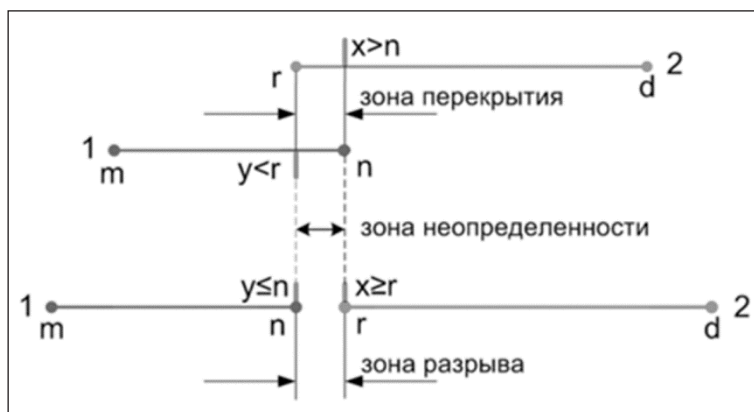 x>n
r
2
d
зона перекрытия
1
m
y<r
n
зона неопределенности
y≤n
x≥r
1
m
n
r
2
d
зона разрыва